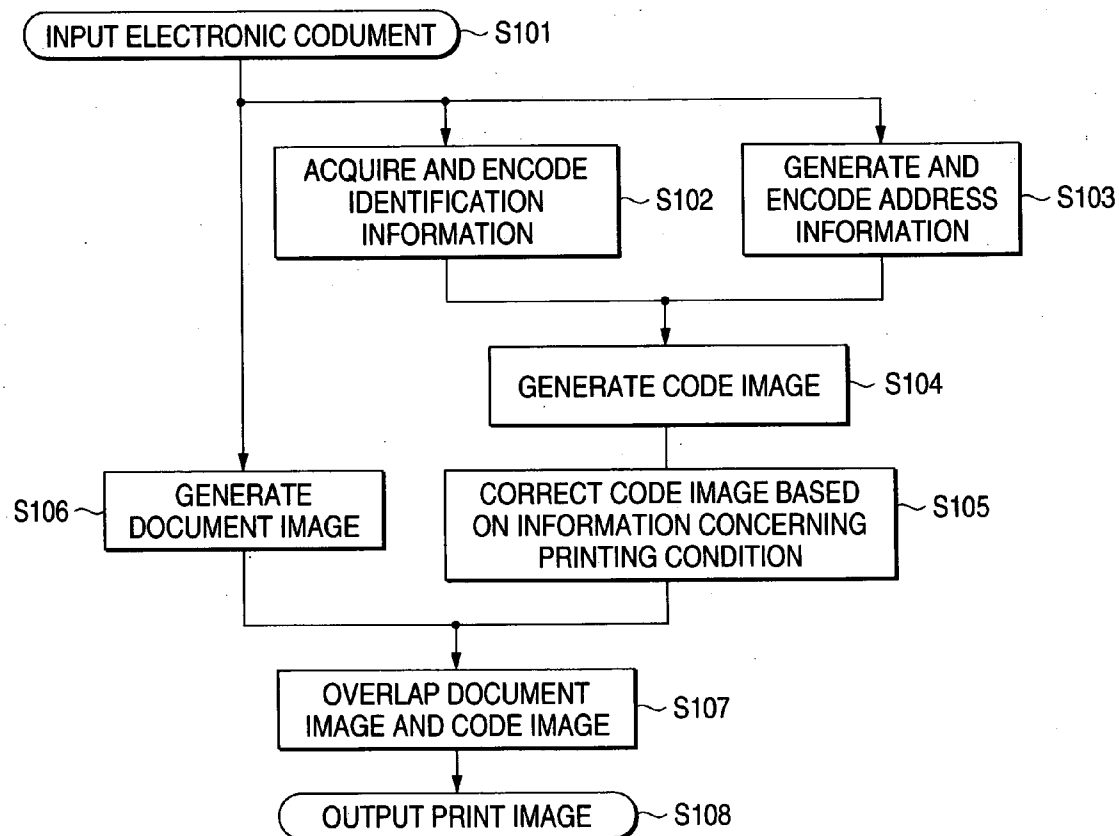 INPUT ELECTRONIC CODUMENT
S101
ACQUIRE AND ENCODE
IDENTIFICATION
INFORMATION
S102
GENERATE AND
ENCODE ADDRESS
INFORMATION
S103
GENERATE CODE IMAGE
S104
S106
GENERATE
DOCUMENT IMAGE
CORRECT CODE IMAGE BASED
ON INFORMATION CONCERNING
PRINTING CONDITION
S105
OVERLAP DOCUMENT
IMAGE AND CODE IMAGE
S107
OUTPUT PRINT IMAGE
S108